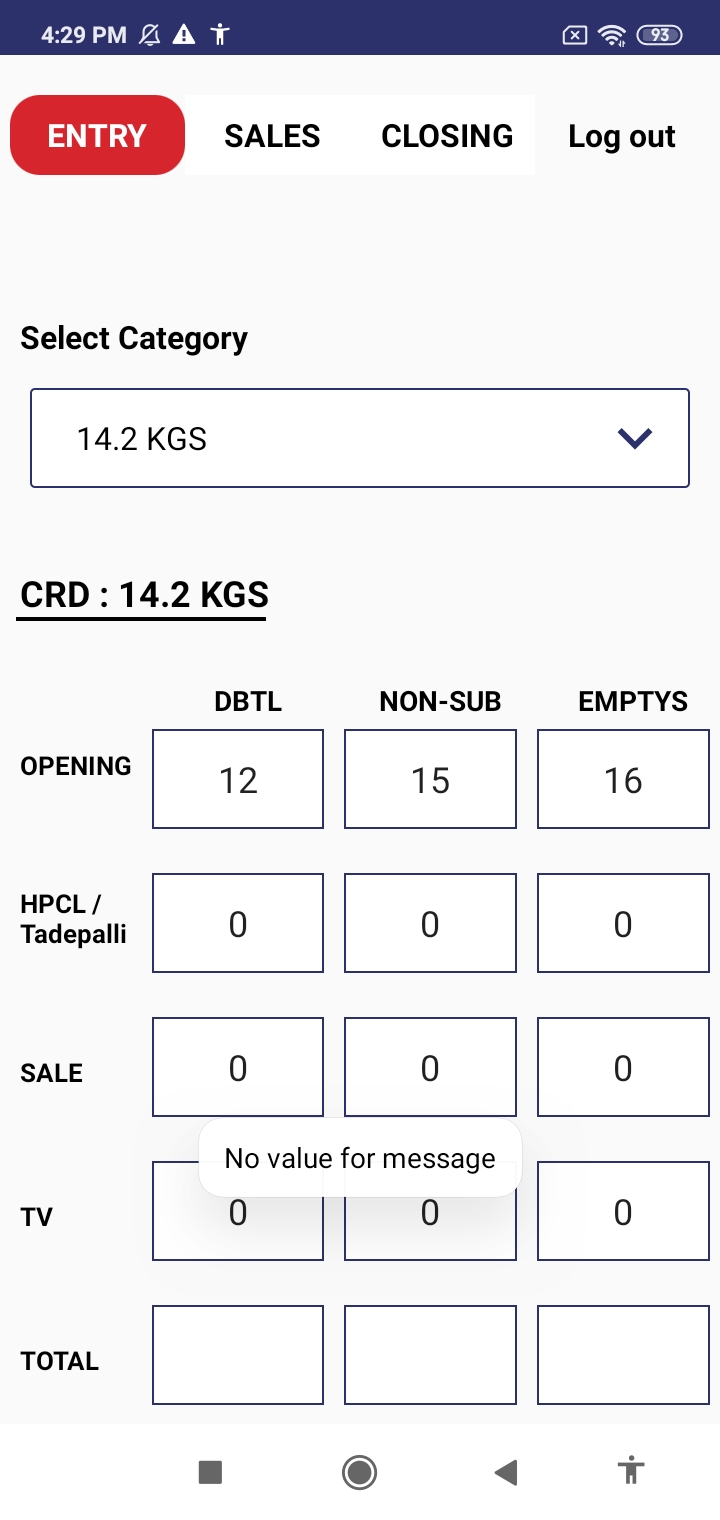 4:29 PM 93
ENTRY SALES CLOSING Log out
Select Category
14.2 KGS
CRD : 14.2 KGS
DBTL NON-SUB EMPTYS
OPENING 12 15 16
HPCL /
Tadepalli 0 0 0
SALE 0 0 0
No value for message
TV 0 0 0
TOTAL